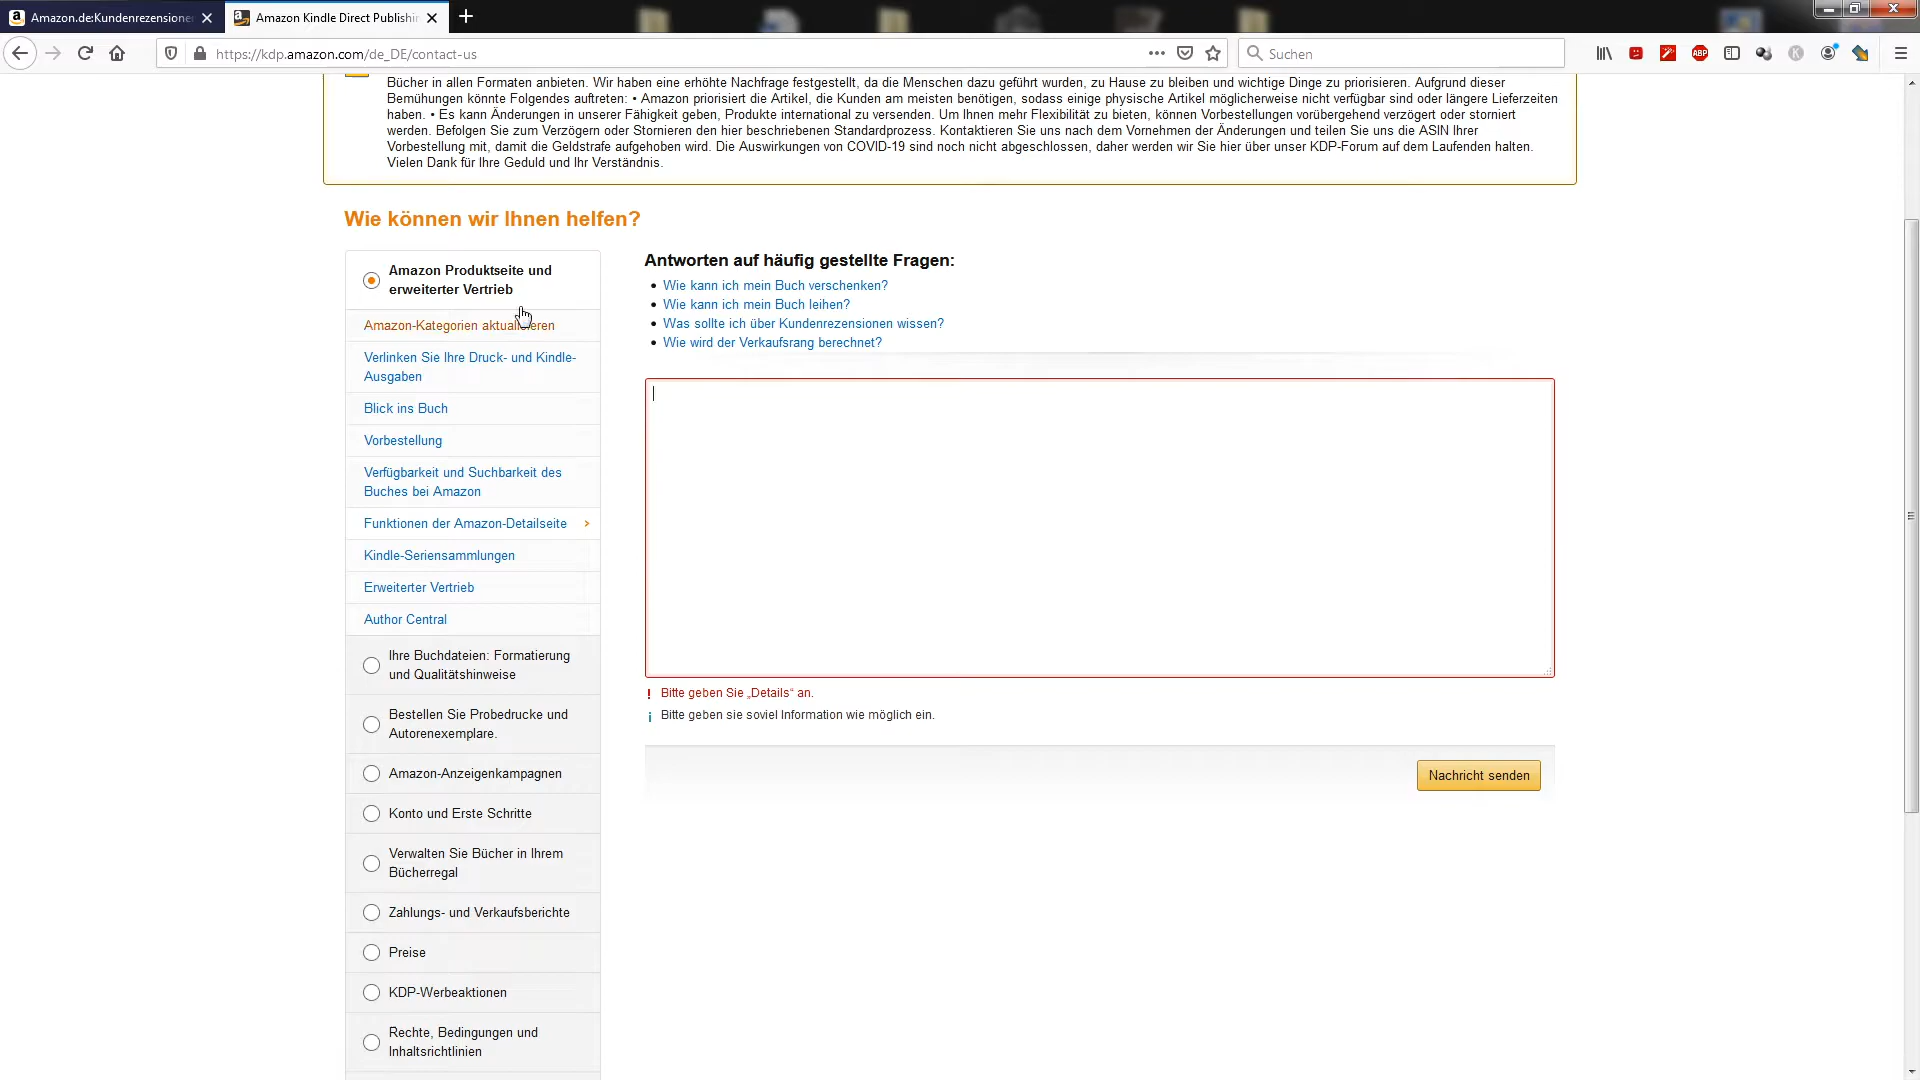 Amazon.de:Kundenrezensionen
Amazon Kindle Direct Publishin
https://kdp.amazon.com/de_DE/contact-us
Suchen
ABP
Bücher in allen Formaten anbieten. Wir haben eine erhöhte Nachfrage festgestellt, da die Menschen dazu geführt wurden, zu Hause zu bleiben und wichtige Dinge zu priorisieren. Aufgrund dieser
Bemühungen könnte Folgendes auftreten: • Amazon priorisiert die Artikel, die Kunden am meisten benötigen, sodass einige physische Artikel möglicherweise nicht verfügbar sind oder längere Lieferzeiten
haben. • Es kann Änderungen in unserer Fähigkeit geben, Produkte international zu versenden. Um Ihnen mehr Flexibilität zu bieten, können Vorbestellungen vorübergehend verzögert oder storniert
werden. Befolgen Sie zum Verzögern oder Stornieren den hier beschriebenen Standardprozess. Kontaktieren Sie uns nach dem Vornehmen der Änderungen und teilen Sie uns die ASIN Ihrer
Vorbestellung mit, damit die Geldstrafe aufgehoben wird. Die Auswirkungen von COVID-19 sind noch nicht abgeschlossen, daher werden wir Sie hier über unser KDP-Forum auf dem Laufenden halten.
Vielen Dank für Ihre Geduld und Ihr Verständnis.
Wie können wir Ihnen helfen?
Amazon Produktseite und
erweiterter Vertrieb
Amazon-Kategorien aktualisieren
Verlinken Sie Ihre Druck- und Kindle-
Ausgaben
Blick ins Buch
Vorbestellung
Verfügbarkeit und Suchbarkeit des
Buches bei Amazon
Funktionen der Amazon-Detailseite
Kindle-Seriensammlungen
Erweiterter Vertrieb
Author Central
Ihre Buchdateien: Formatierung
und Qualitätshinweise
Bestellen Sie Probedrucke und
Autorenexemplare.
Amazon-Anzeigenkampagnen
Konto und Erste Schritte
Verwalten Sie Bücher in Ihrem
Bücherregal
Zahlungs- und Verkaufsberichte
Preise
KDP-Werbeaktionen
Rechte, Bedingungen und
Inhaltsrichtlinien
Antworten auf häufig gestellte Fragen:
• Wie kann ich mein Buch verschenken?
• Wie kann ich mein Buch leihen?
• Was sollte ich über Kundenrezensionen wissen?
• Wie wird der Verkaufsrang berechnet?
! Bitte geben Sie „Details“ an.
i Bitte geben sie soviel Information wie möglich ein.
Nachricht senden